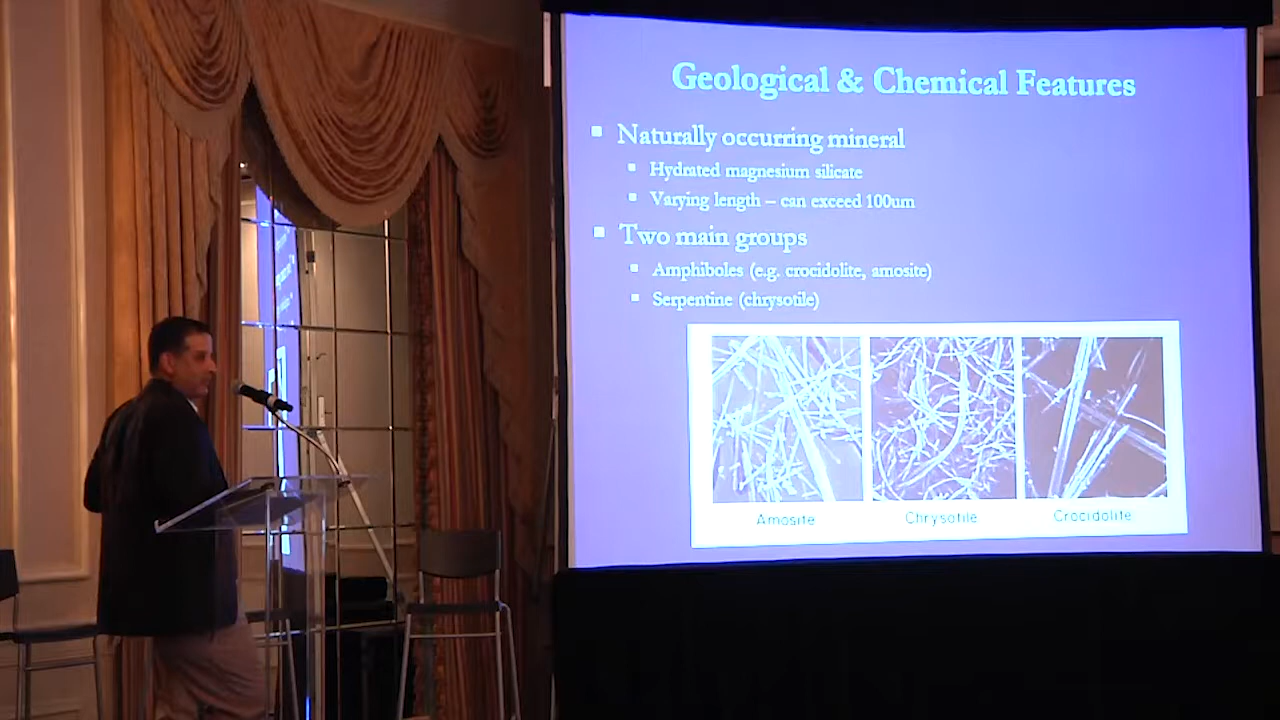 Geological & Chemical Features
Naturally occurring mineral
Hydrated magnesium silicate
Varying length – can exceed 100um
Two main groups
Amphiboles (e.g. crocidolite, amosite)
Serpentine (chrysotile)
Amosite
Chrysotile
Crocidolite